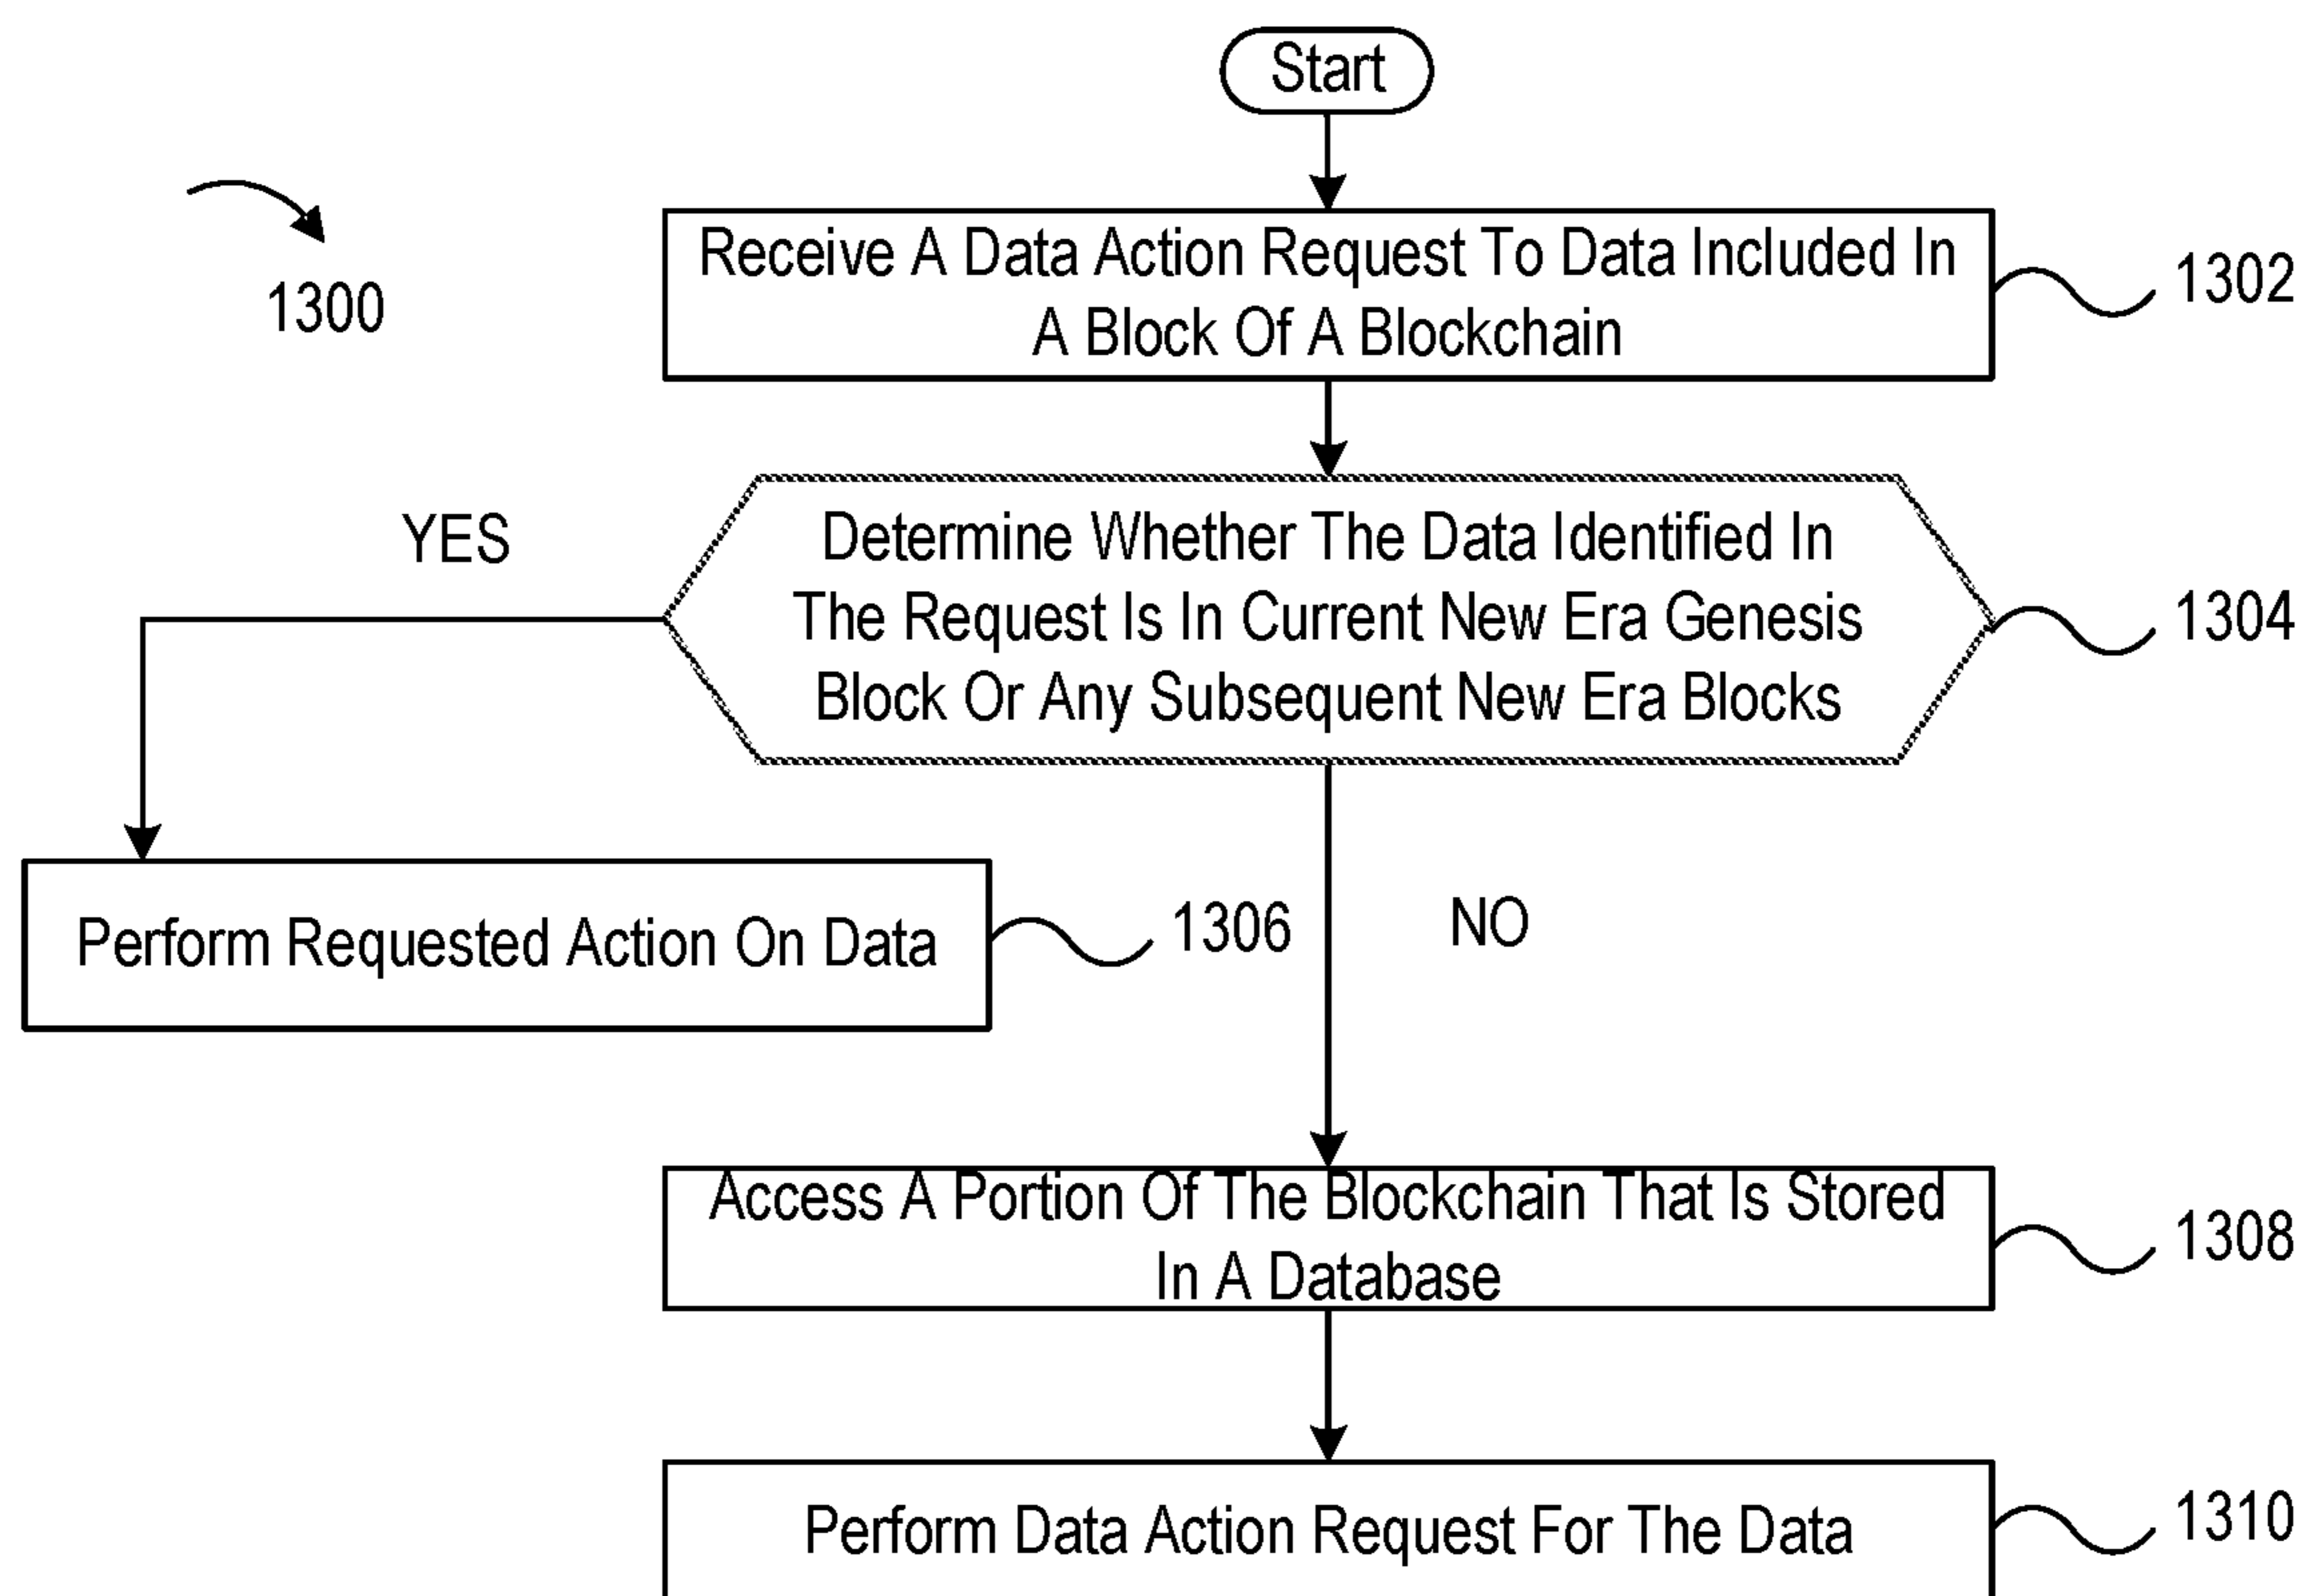 Start
1300
Receive A Data Action Request To Data Included In
A Block Of A Blockchain
1302
YES
Determine Whether The Data Identified In
The Request Is In Current New Era Genesis
Block Or Any Subsequent New Era Blocks
1304
Perform Requested Action On Data
1306
NO
Access A Portion Of The Blockchain That Is Stored
In A Database
1308
Perform Data Action Request For The Data
1310